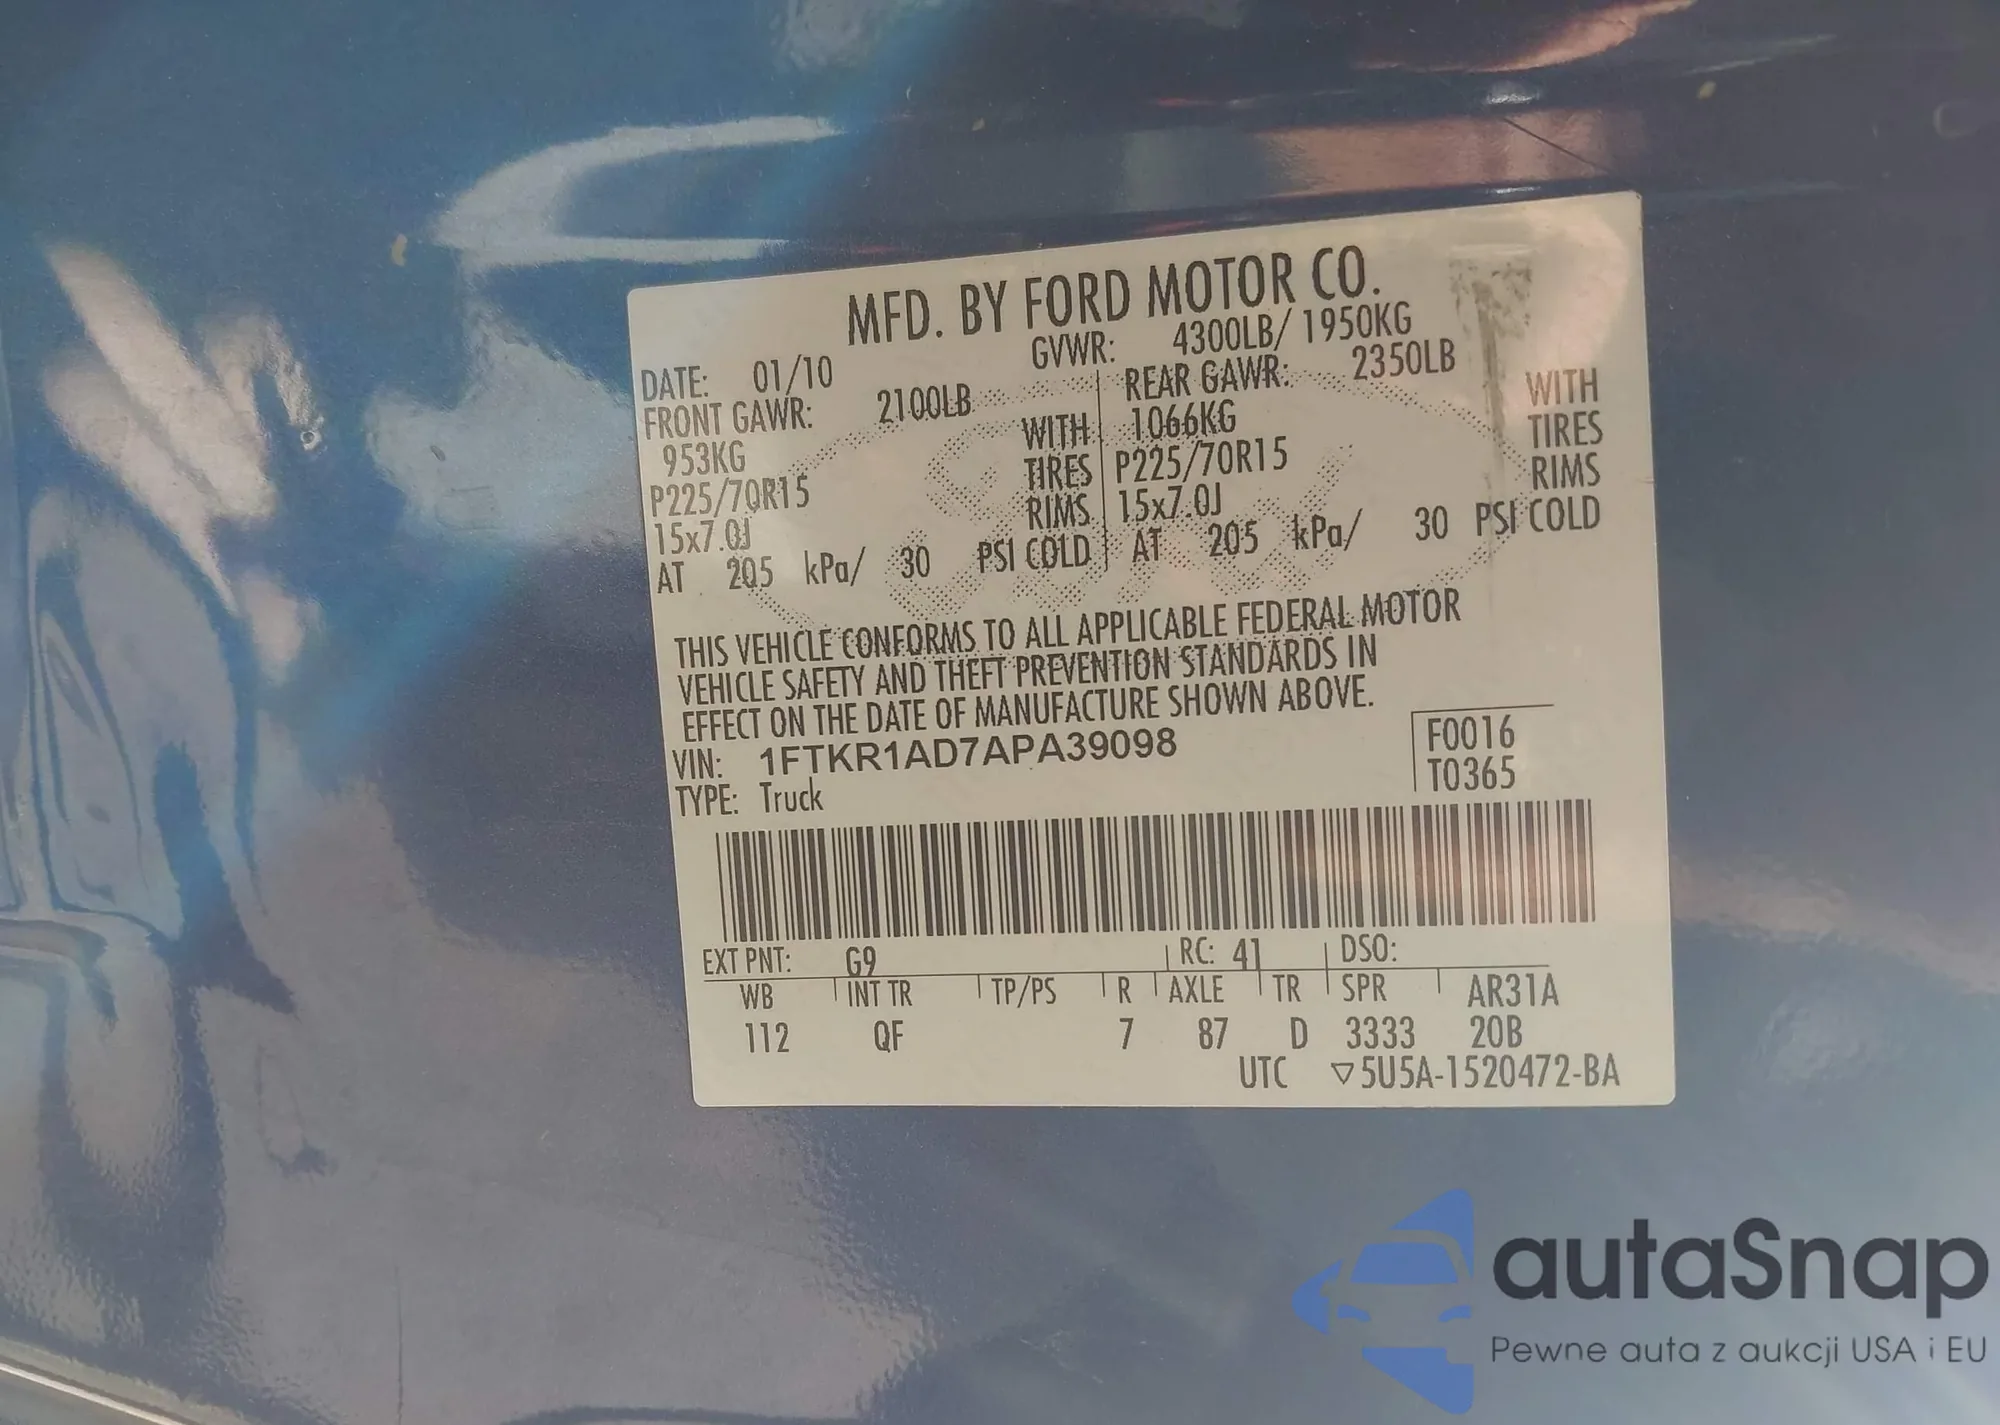 MFD. BY FORD MOTOR CO.
DATE: 01/10 GVWR: 4300LB/ 1950KG
FRONT GAWR: 2100LB REAR GAWR: 2350LB
953KG WITH 1066KG WITH
P225/70R15 TIRES P225/70R15 TIRES
15x7.0J RIMS 15x7.0J RIMS
AT 205 kPa/ 30 PSI COLD AT 205 kPa/ 30 PSI COLD
THIS VEHICLE CONFORMS TO ALL APPLICABLE FEDERAL MOTOR
VEHICLE SAFETY AND THEFT PREVENTION STANDARDS IN
EFFECT ON THE DATE OF MANUFACTURE SHOWN ABOVE.
VIN: 1FTKR1AD7APA39098 F0016
TYPE: Truck T0365
EXT PNT: G9 RC: 41 DSO:
WB INT TR TP/PS R AXLE TR SPR AR31A
112 QF 7 87 D 3333 20B
UTC ▽5U5A-1520472-BA
autaSnap
Pewne auta z aukcji USA i EU